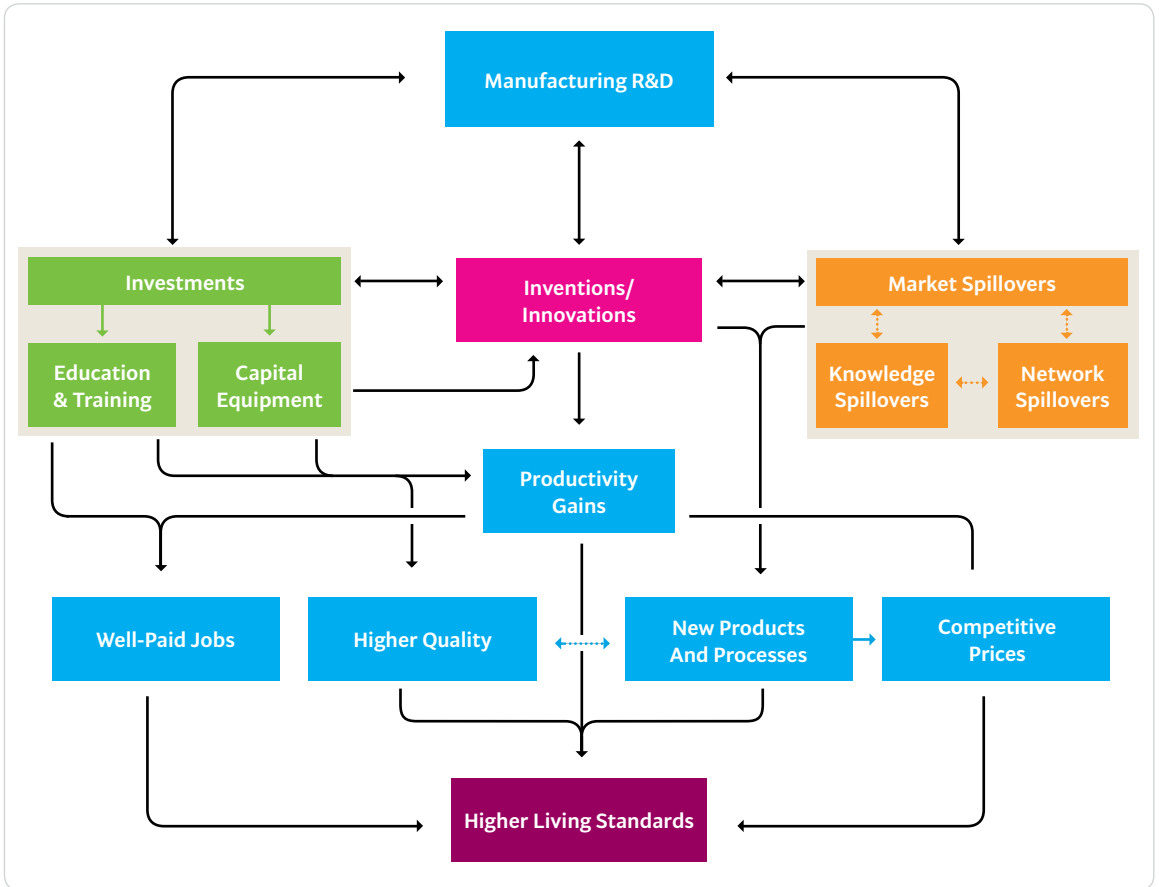 Manufacturing R&D
Investments
Inventions/
Innovations
Market Spillovers
Education
& Training
Capital
Equipment
Knowledge
Spillovers
Network
Spillovers
Productivity
Gains
Well-Paid Jobs
Higher Quality
New Products
And Processes
Competitive
Prices
Higher Living Standards